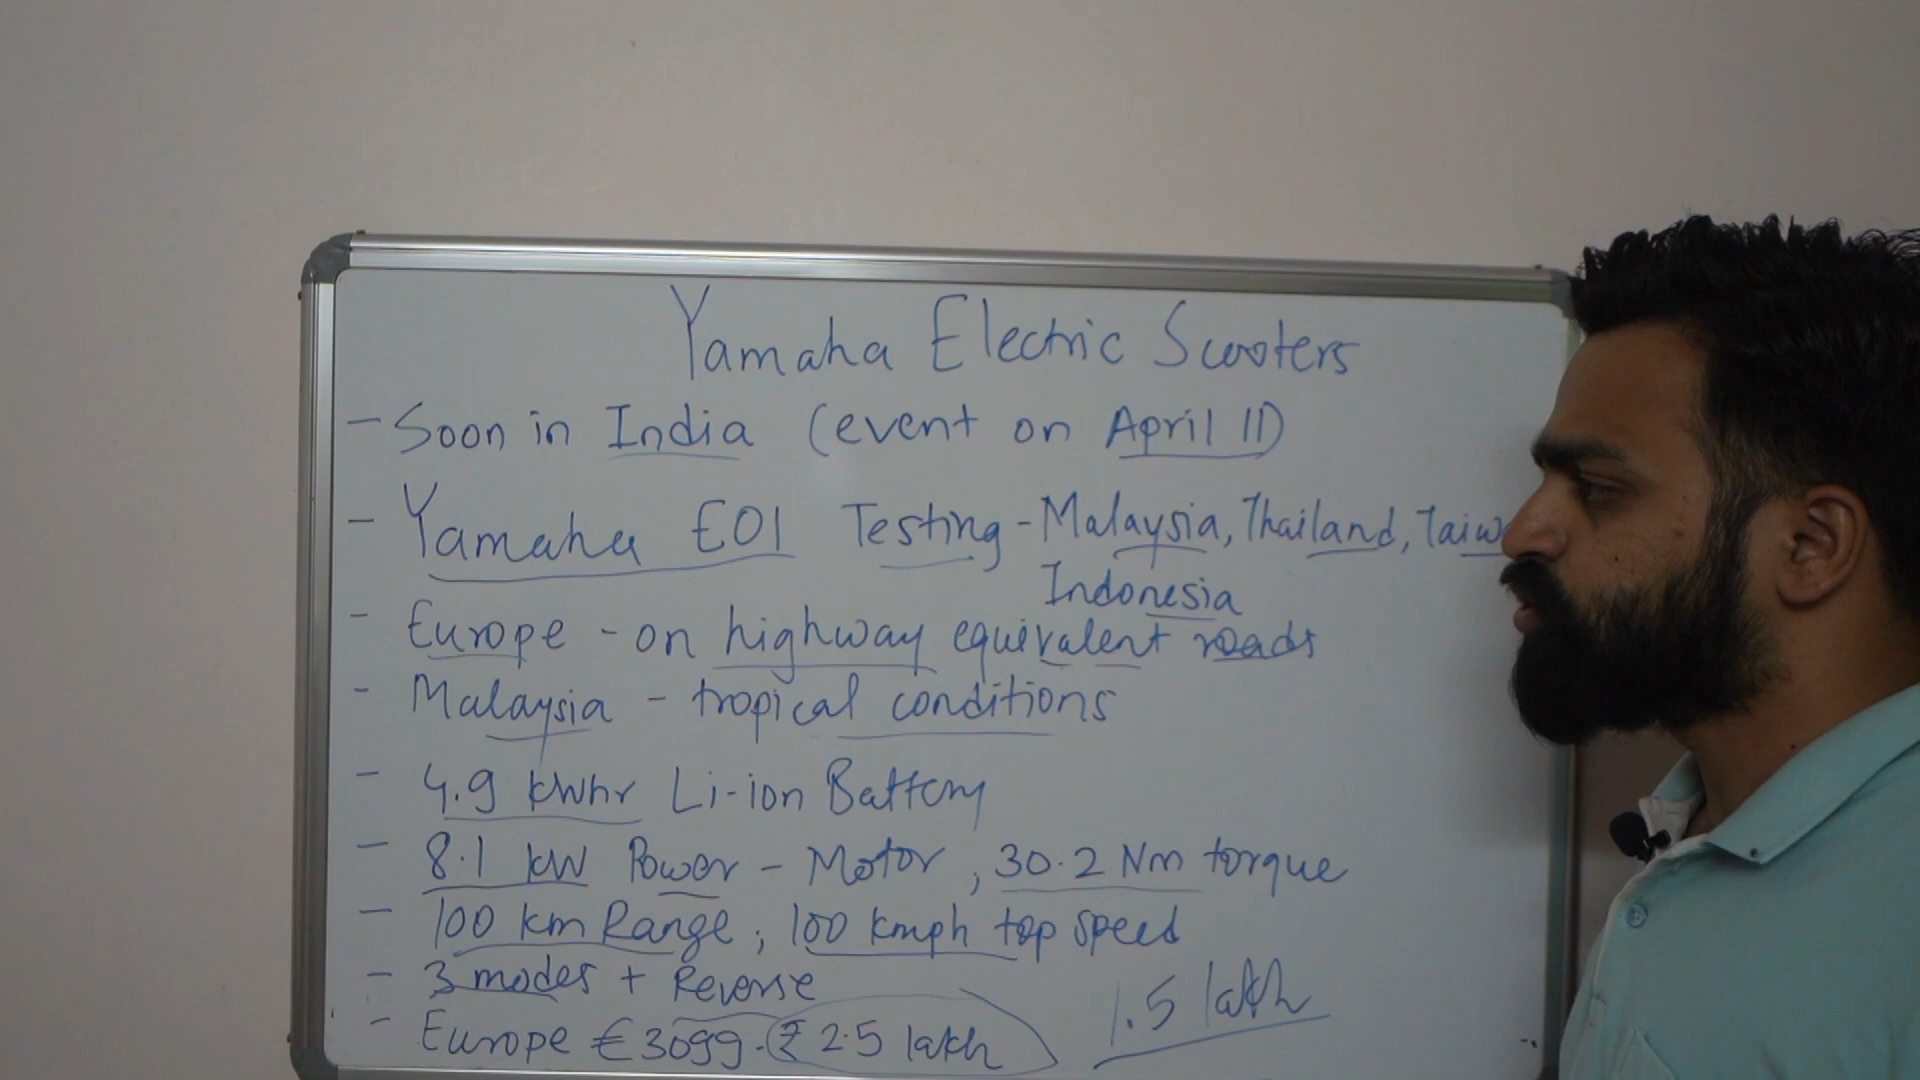 Yamaha Electric Scooters
- Soon in India (event on April 11)
- Yamaha E01 Testing - Malaysia, Thailand, Taiw
Indonesia
- Europe - on highway equivalent roads
- Malaysia - tropical conditions
- 4.9 kWhr Li-ion Battery
- 8.1 kW Power - Motor, 30.2 Nm torque
- 100 km Range, 100 kmph top speed
- 3 modes + Reverse
- Europe € 3099 - ₹ 2.5 lakh
1.5 lakh